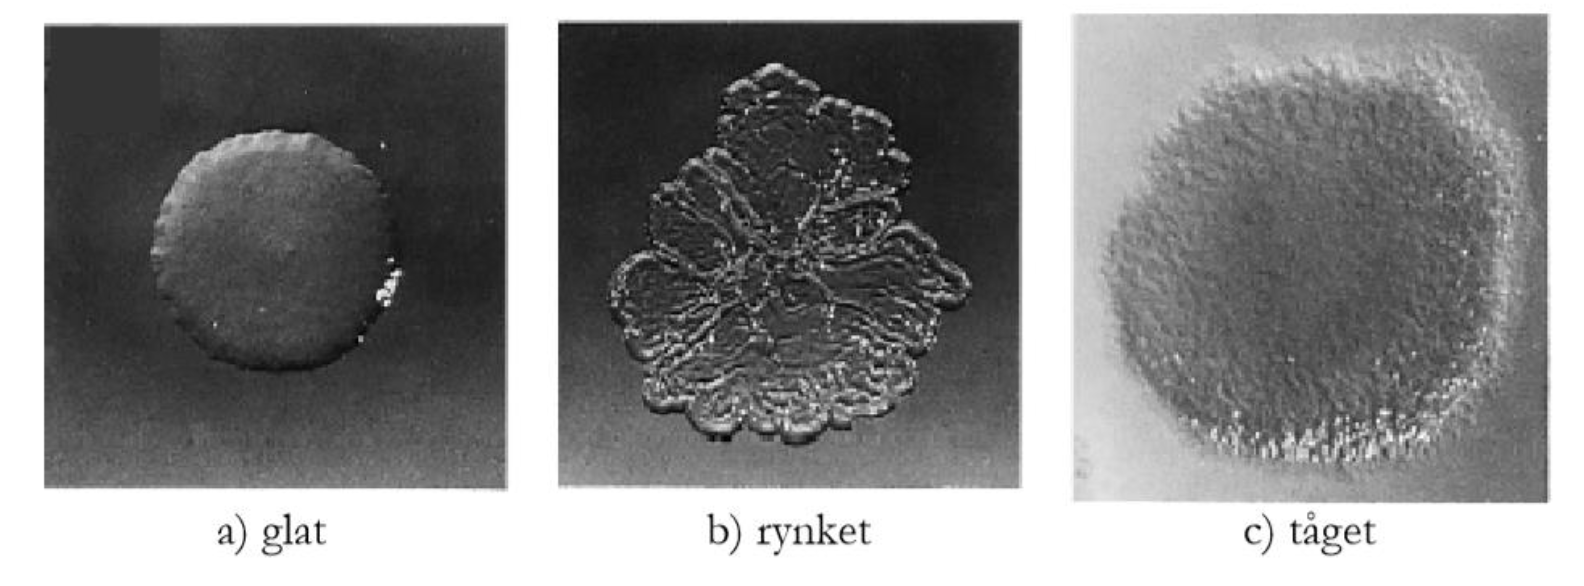 a) glat
b) rynket
c) tåget